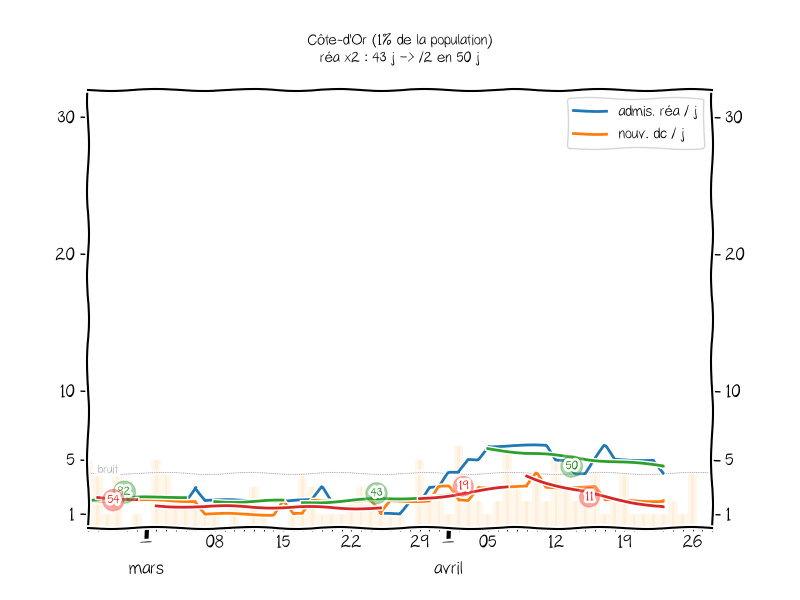 Côte-d'Or (1% de la population)
réa x2 : 43 j -> /2 en 50 j
admis. réa / j
nouv. dc / j
30 30
20 20
10 10
5 5
bruit
1 1
54 43 19 50 11
1 08 15 22 29 1 05 12 19 26
mars avril